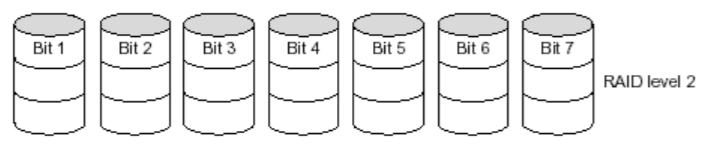 Bit 1 Bit 2 Bit 3 Bit 4 Bit 5 Bit 6 Bit 7
RAID level 2